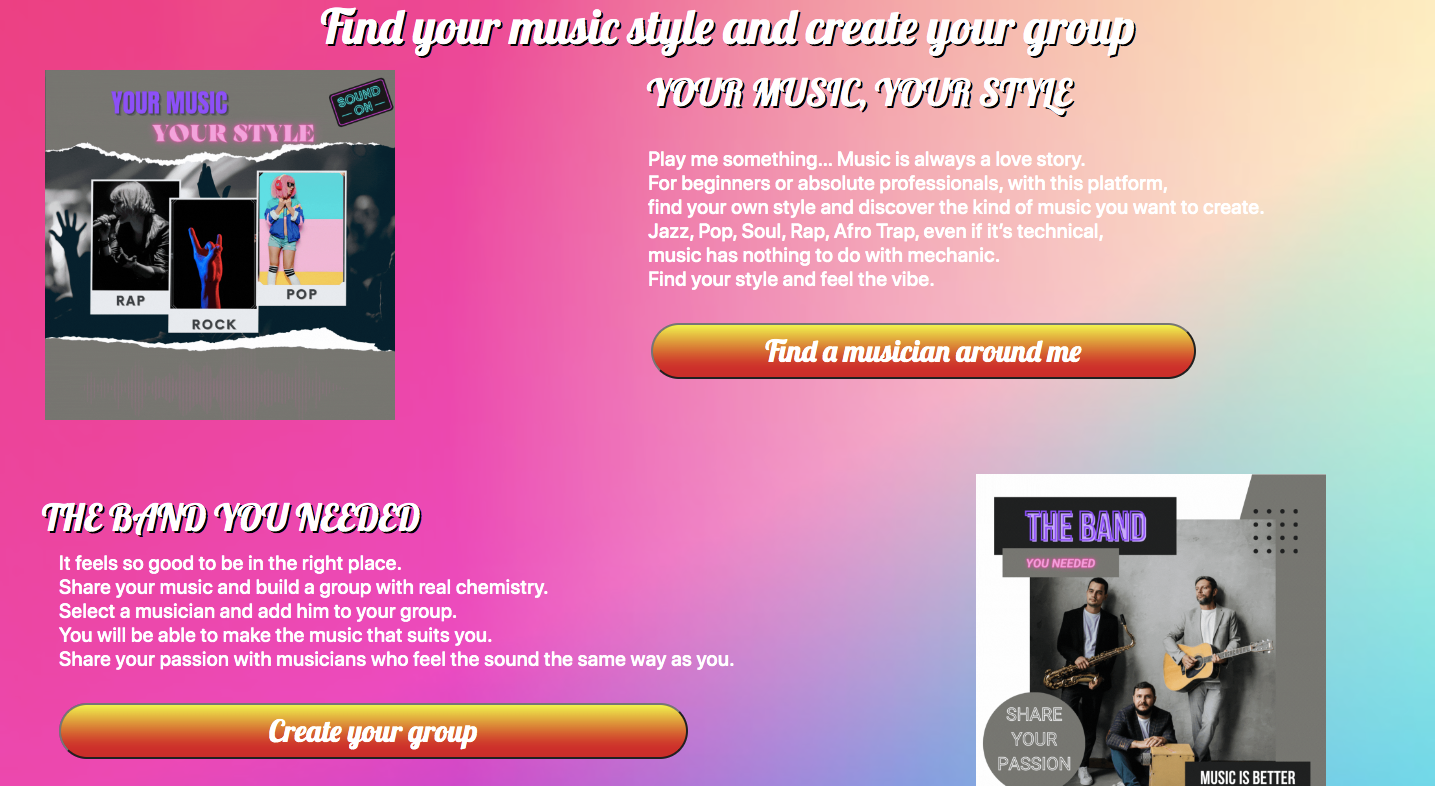 Find your music style and create your group
YOUR MUSIC
YOUR STYLE
SOUND
— ON —
RAP
ROCK
POP
YOUR MUSIC, YOUR STYLE
Play me something... Music is always a love story.
For beginners or absolute professionals, with this platform,
find your own style and discover the kind of music you want to create.
Jazz, Pop, Soul, Rap, Afro Trap, even if it's technical,
music has nothing to do with mechanic.
Find your style and feel the vibe.
Find a musician around me
THE BAND YOU NEEDED
It feels so good to be in the right place.
Share your music and build a group with real chemistry.
Select a musician and add him to your group.
You will be able to make the music that suits you.
Share your passion with musicians who feel the sound the same way as you.
Create your group
THE BAND
YOU NEEDED
SHARE
YOUR
PASSION
MUSIC IS BETTER